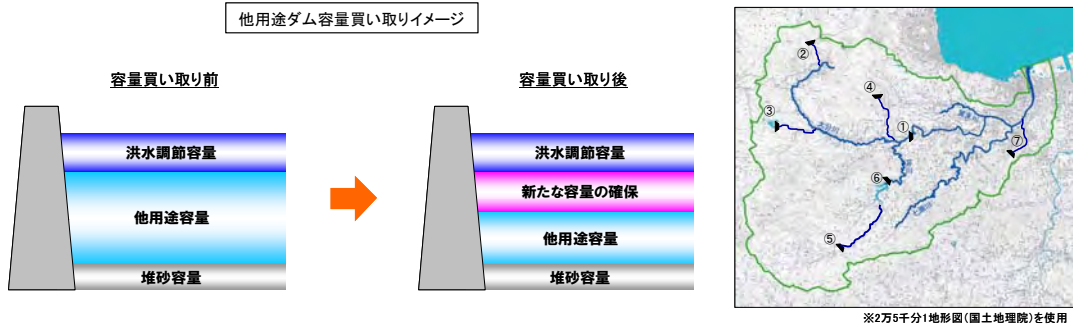 他用途ダム容量買い取りイメージ
容量買い取り前
洪水調節容量
他用途容量
堆砂容量
容量買い取り後
洪水調節容量
新たな容量の確保
他用途容量
堆砂容量
②
④
③
①
⑦
⑥
⑤
※2万5千分1地形図(国土地理院)を使用